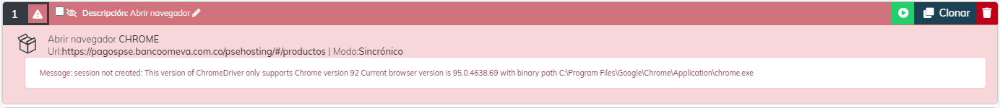 1 Descripción: Abrir navegador Clonar
Abrir navegador CHROME
Url:https://pagospse.bancoomeva.com.co/psehosting/#/productos | Modo:Sincrónico
Message: session not created: This version of ChromeDriver only supports Chrome version 92 Current browser version is 95.0.4638.69 with binary path C:\Program Files\Google\Chrome\Application\chrome.exe